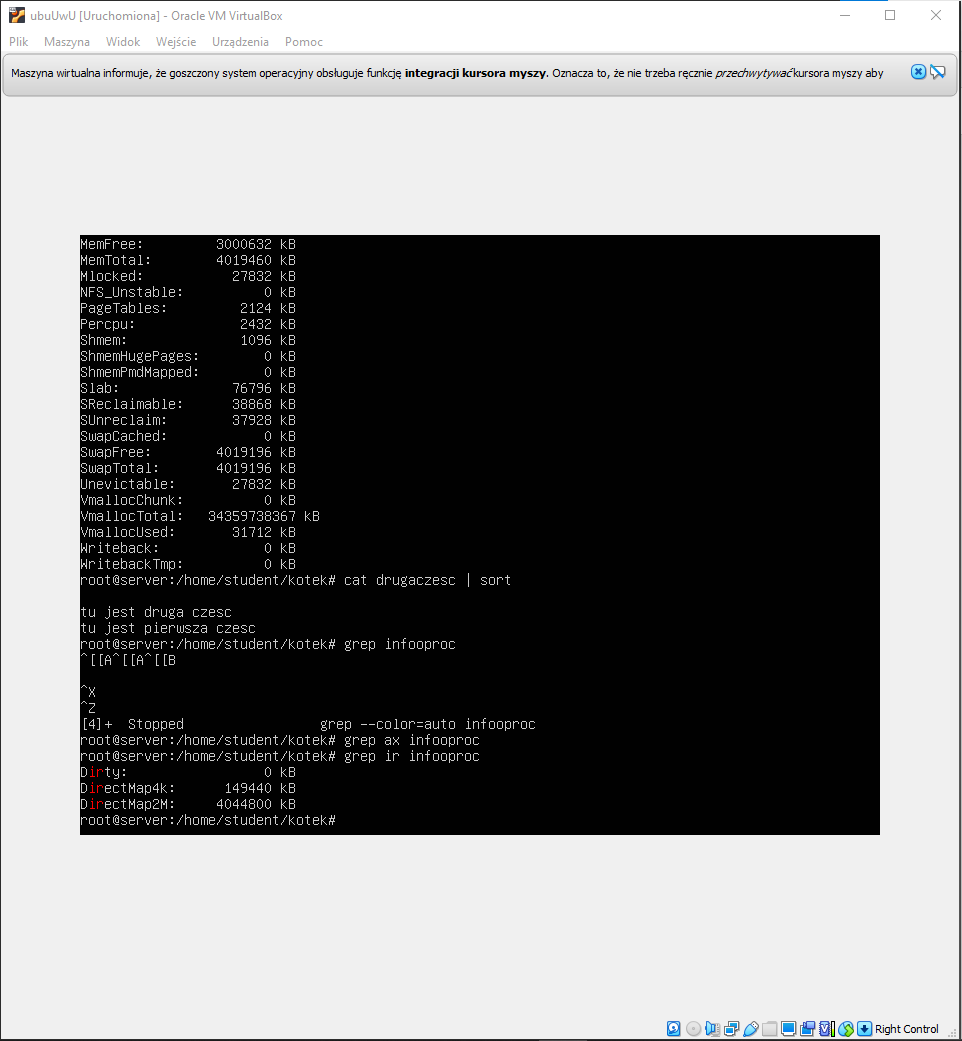 ubuUwU [Uruchomiona] - Oracle VM VirtualBox
Plik Maszyna Widok Wejście Urządzenia Pomoc
Maszyna wirtualna informuje, że goszczony system operacyjny obsługuje funkcję integracji kursora myszy. Oznacza to, że nie trzeba ręcznie przechwytywać kursora myszy aby
MemFree:         3000632 kB
MemTotal:        4019460 kB
Mlocked:           27832 kB
NFS_Unstable:          0 kB
PageTables:         2124 kB
Percpu:             2432 kB
Shmem:              1096 kB
ShmemHugePages:        0 kB
ShmemPmdMapped:        0 kB
Slab:              76796 kB
SReclaimable:      38868 kB
SUnreclaim:        37928 kB
SwapCached:            0 kB
SwapFree:        4019196 kB
SwapTotal:       4019196 kB
Unevictable:       27832 kB
VmallocChunk:          0 kB
VmallocTotal:   34359738367 kB
VmallocUsed:       31712 kB
Writeback:             0 kB
WritebackTmp:          0 kB
root@server:/home/student/kotek# cat drugaczesc | sort
tu jest druga czesc
tu jest pierwsza czesc
root@server:/home/student/kotek# grep infooproc
^[[A^[[A^[[B
^X
^Z
[4]+  Stopped                 grep --color=auto infooproc
root@server:/home/student/kotek# grep ax infooproc
root@server:/home/student/kotek# grep ir infooproc
Dirty:                 0 kB
DirectMap4k:      149440 kB
DirectMap2M:     4044800 kB
root@server:/home/student/kotek#
Right Control